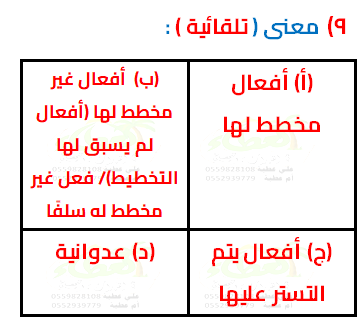 ٩) معنى ( تلقائية ) :
(أ) أفعال
مخطط لها
(ب) أفعال غير
مخطط لها (أفعال
لم يسبق لها
التخطيط)/ فعل غير
مخطط له سلفًا
(ج) أفعال يتم
التستر عليها
(د) عدوانية